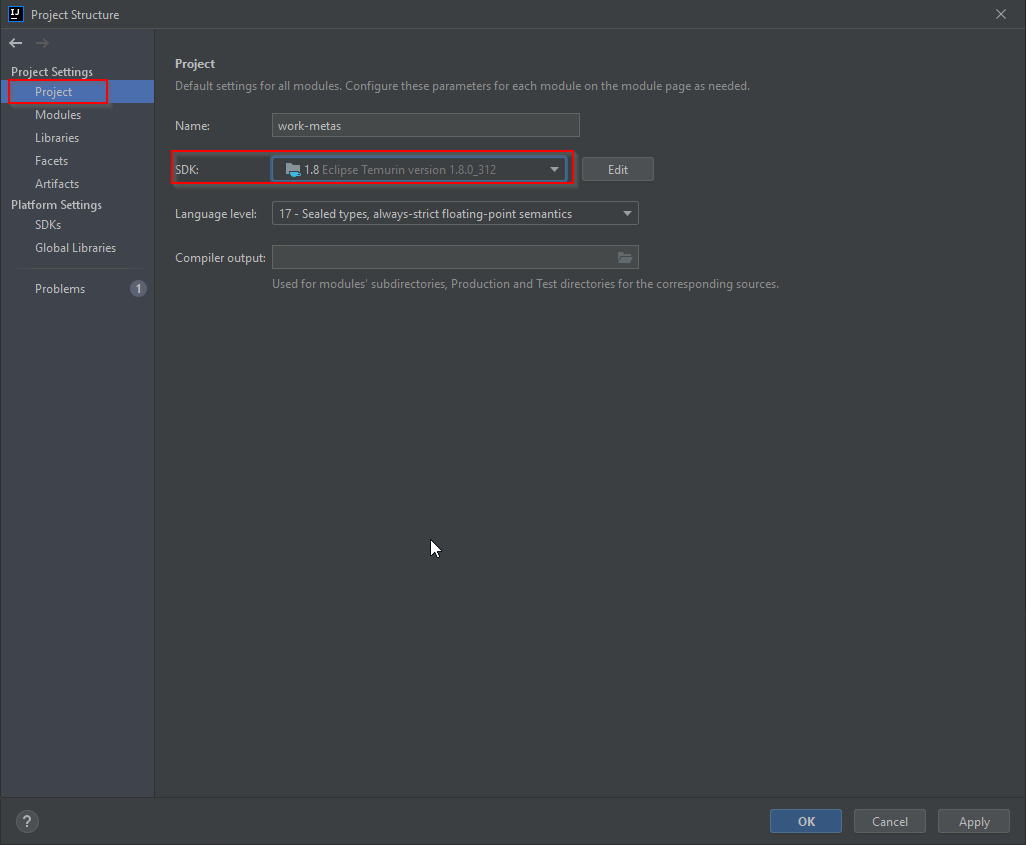 IJ Project Structure
Project Settings
Project
Modules
Libraries
Facets
Artifacts
Platform Settings
SDKs
Global Libraries
Problems 1
Project
Default settings for all modules. Configure these parameters for each module on the module page as needed.
Name: work-metas
SDK: 1.8 Eclipse Temurin version 1.8.0_312 Edit
Language level: 17 - Sealed types, always-strict floating-point semantics
Compiler output:
Used for modules' subdirectories, Production and Test directories for the corresponding sources.
? OK Cancel Apply